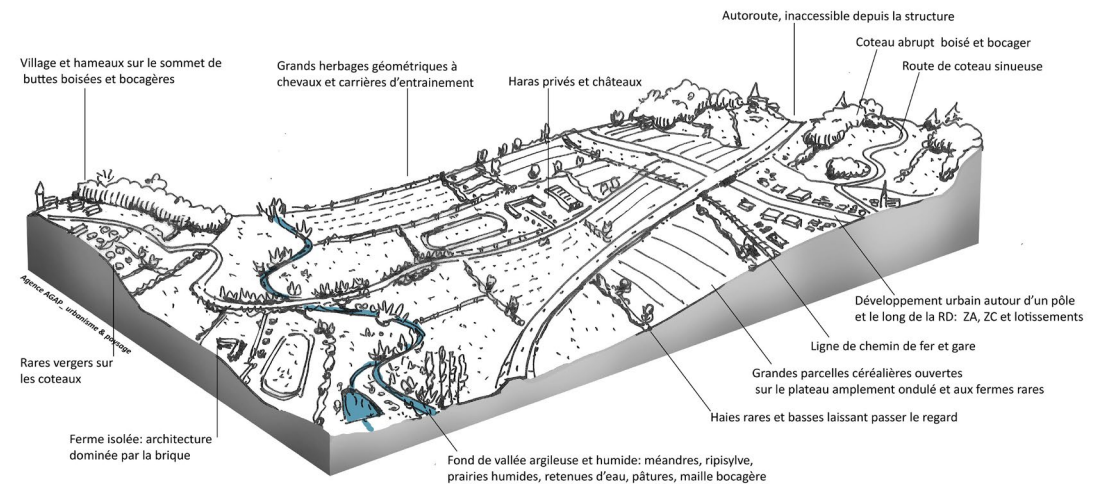 Autoroute, inaccessible depuis la structure
Coteau abrupt boisé et bocager
Route de coteau sinueuse
Village et hameaux sur le sommet de
buttes boisées et bocagères
Grands herbages géométriques à
chevaux et carrières d'entrainement
Haras privés et châteaux
Agence AGAP_ urbanisme & paysage
Rares vergers sur
les coteaux
Ferme isolée: architecture
dominée par la brique
Fond de vallée argileuse et humide: méandres, ripisylve,
prairies humides, retenues d'eau, pâtures, maille bocagère
Haies rares et basses laissant passer le regard
Grandes parcelles céréalières ouvertes
sur le plateau amplement ondulé et aux fermes rares
Ligne de chemin de fer et gare
Développement urbain autour d'un pôle
et le long de la RD: ZA, ZC et lotissements